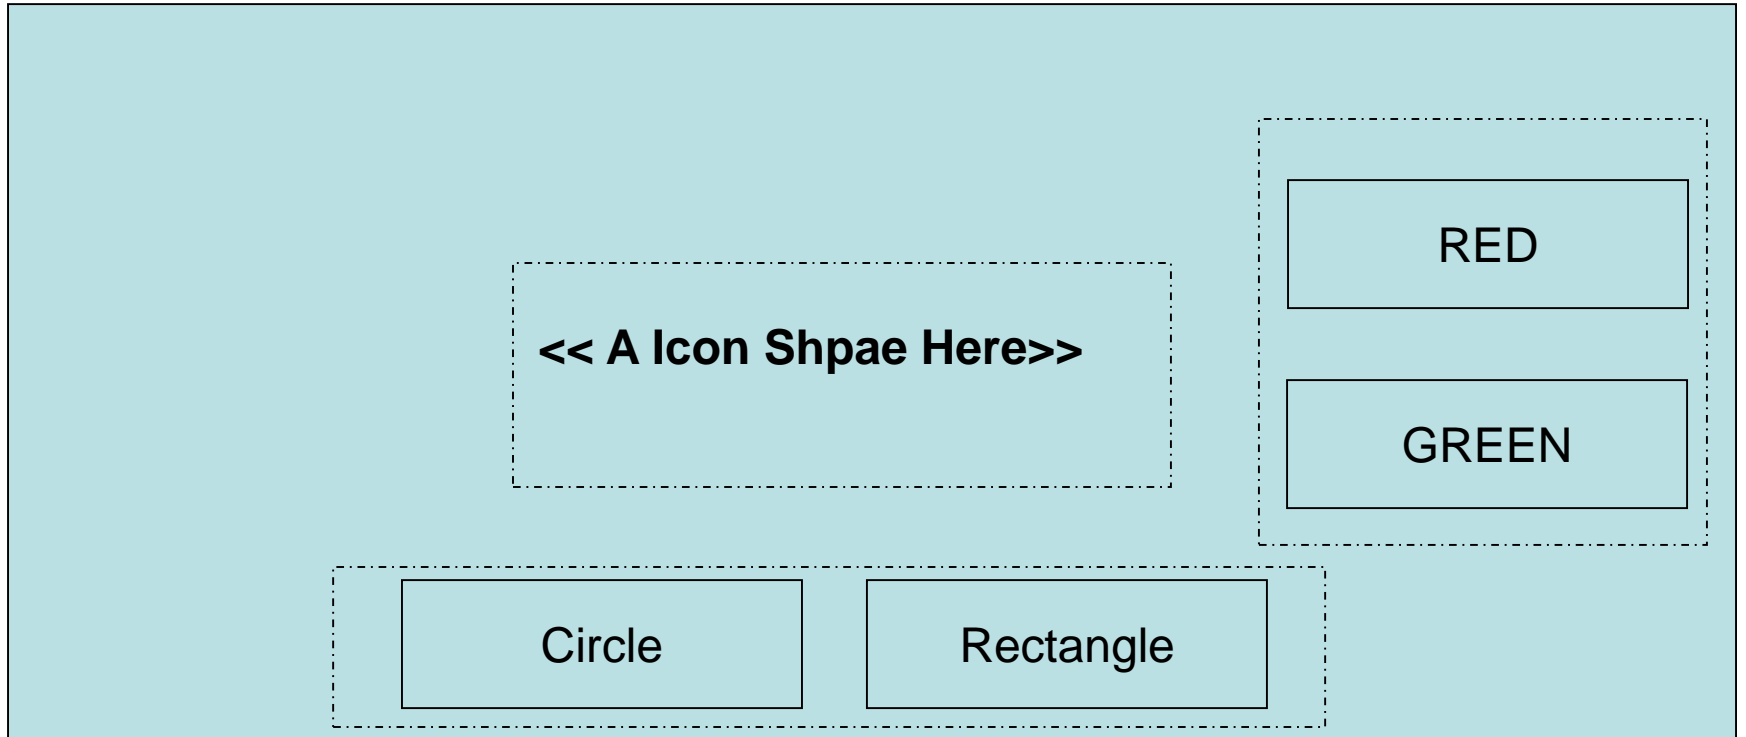 RED
<< A Icon Shpae Here>>
GREEN
Circle
Rectangle